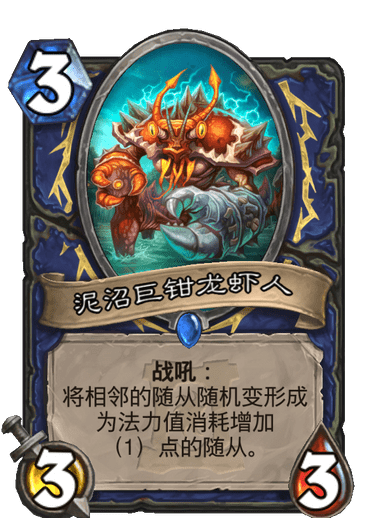 3
泥沼巨钳龙虾人
战吼：
将相邻的随从随机变形成
为法力值消耗增加
（1）点的随从。
3
3